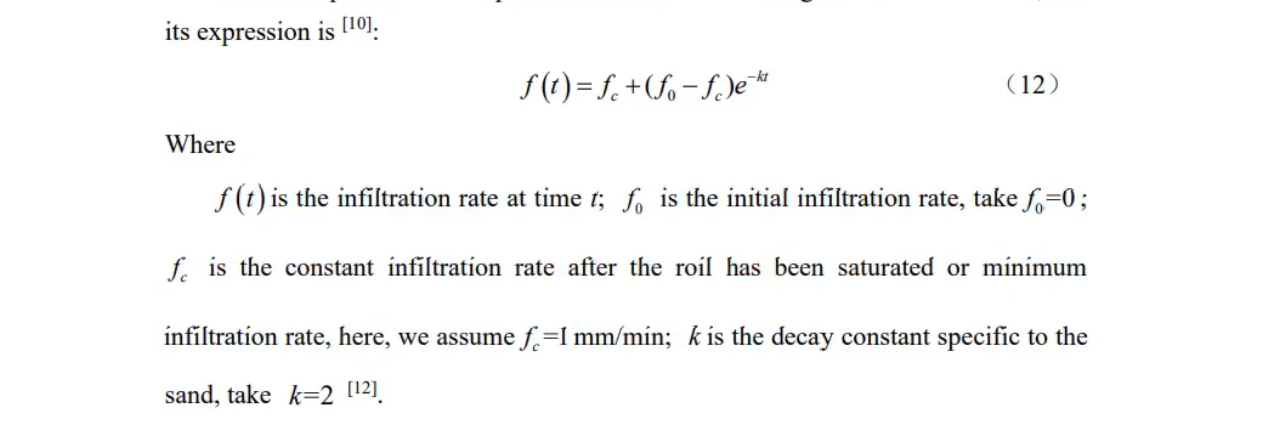 its expression is [10]:
f(t) = f_c + (f_0 − f_c)e^{−kt} （12）
Where
f(t) is the infiltration rate at time t; f_0 is the initial infiltration rate, take f_0=0;
f_c is the constant infiltration rate after the roil has been saturated or minimum
infiltration rate, here, we assume f_c=1 mm/min; k is the decay constant specific to the
sand, take k=2 [12].